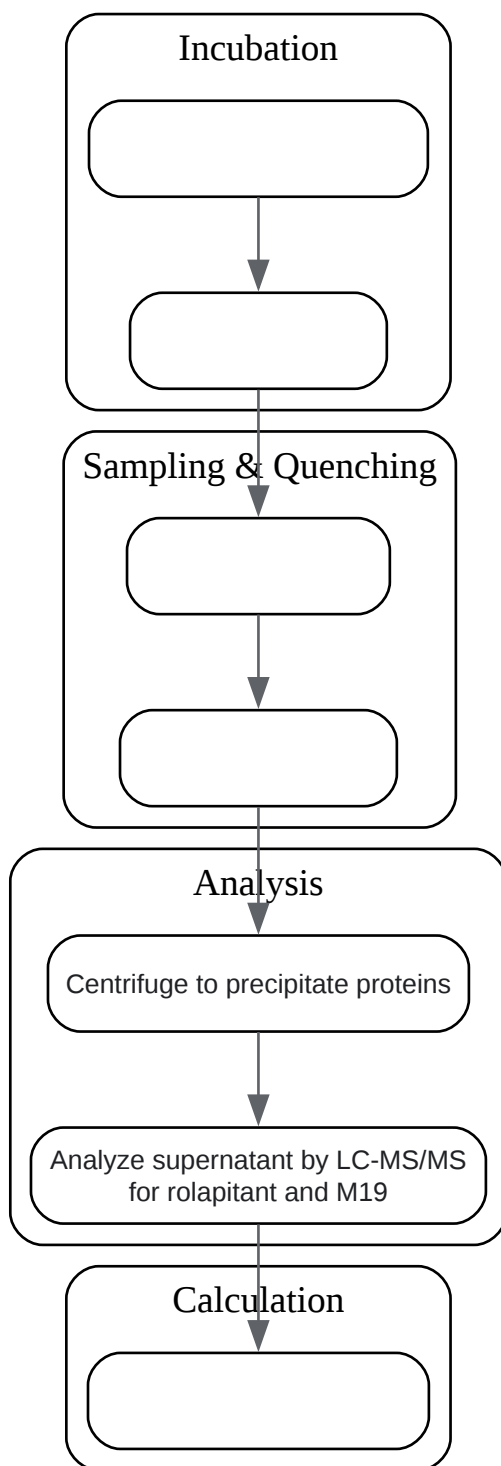 Incubation
Sampling & Quenching
Analysis
Centrifuge to precipitate proteins
Analyze supernatant by LC-MS/MS
for rolapitant and M19
Calculation